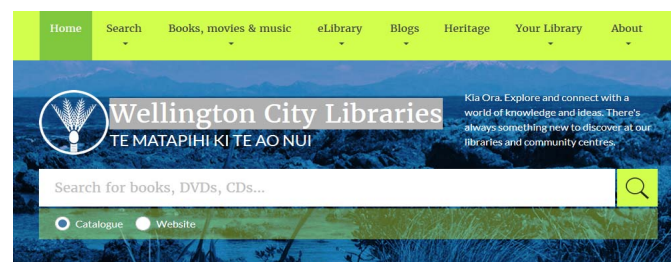 Home Search Books, movies & music eLibrary Blogs Heritage Your Library About
Wellington City Libraries
TE MATAPIHI KI TE AO NUI
Kia Ora. Explore and connect with a
world of knowledge and ideas. There's
always something new to discover at our
libraries and community centres.
Search for books, DVDs, CDs...
Catalogue Website